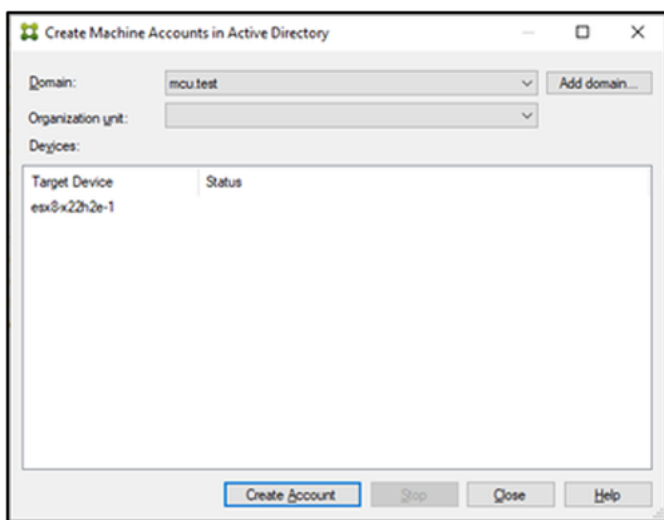 Create Machine Accounts in Active Directory
Domain: mcu.test Add domain...
Organization unit:
Devices:
Target Device Status
esx8-x22h2e-1
Create Account Stop Close Help